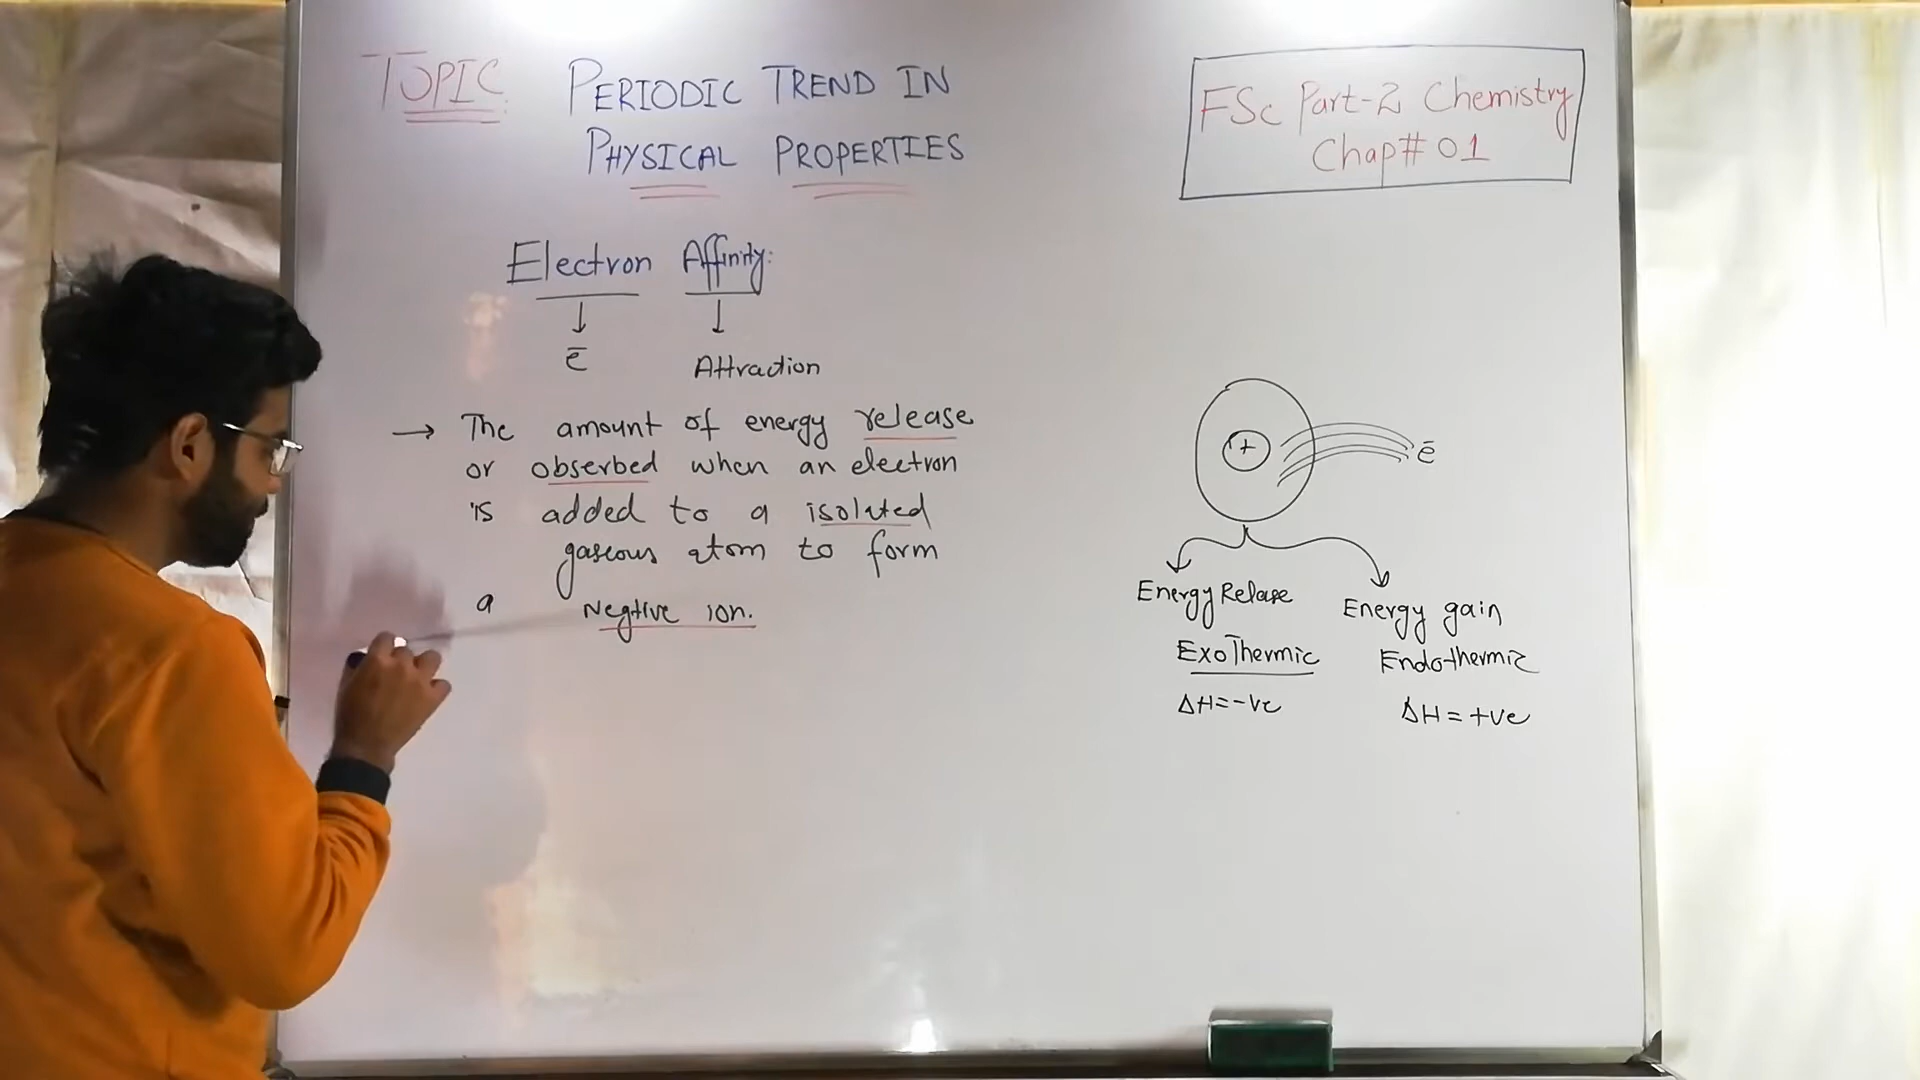 TOPIC: PERIODIC TREND IN
PHYSICAL PROPERTIES
FSc Part-2 Chemistry
Chap# 01
Electron Affinity:
ē Attraction
→ The amount of energy release
or obserbed when an electron
is added to a isolated
gaseous atom to form
a Negtive ion.
+ ē
Energy Relase Energy gain
ExoThermic Endothermic
ΔH=-ve ΔH=+ve